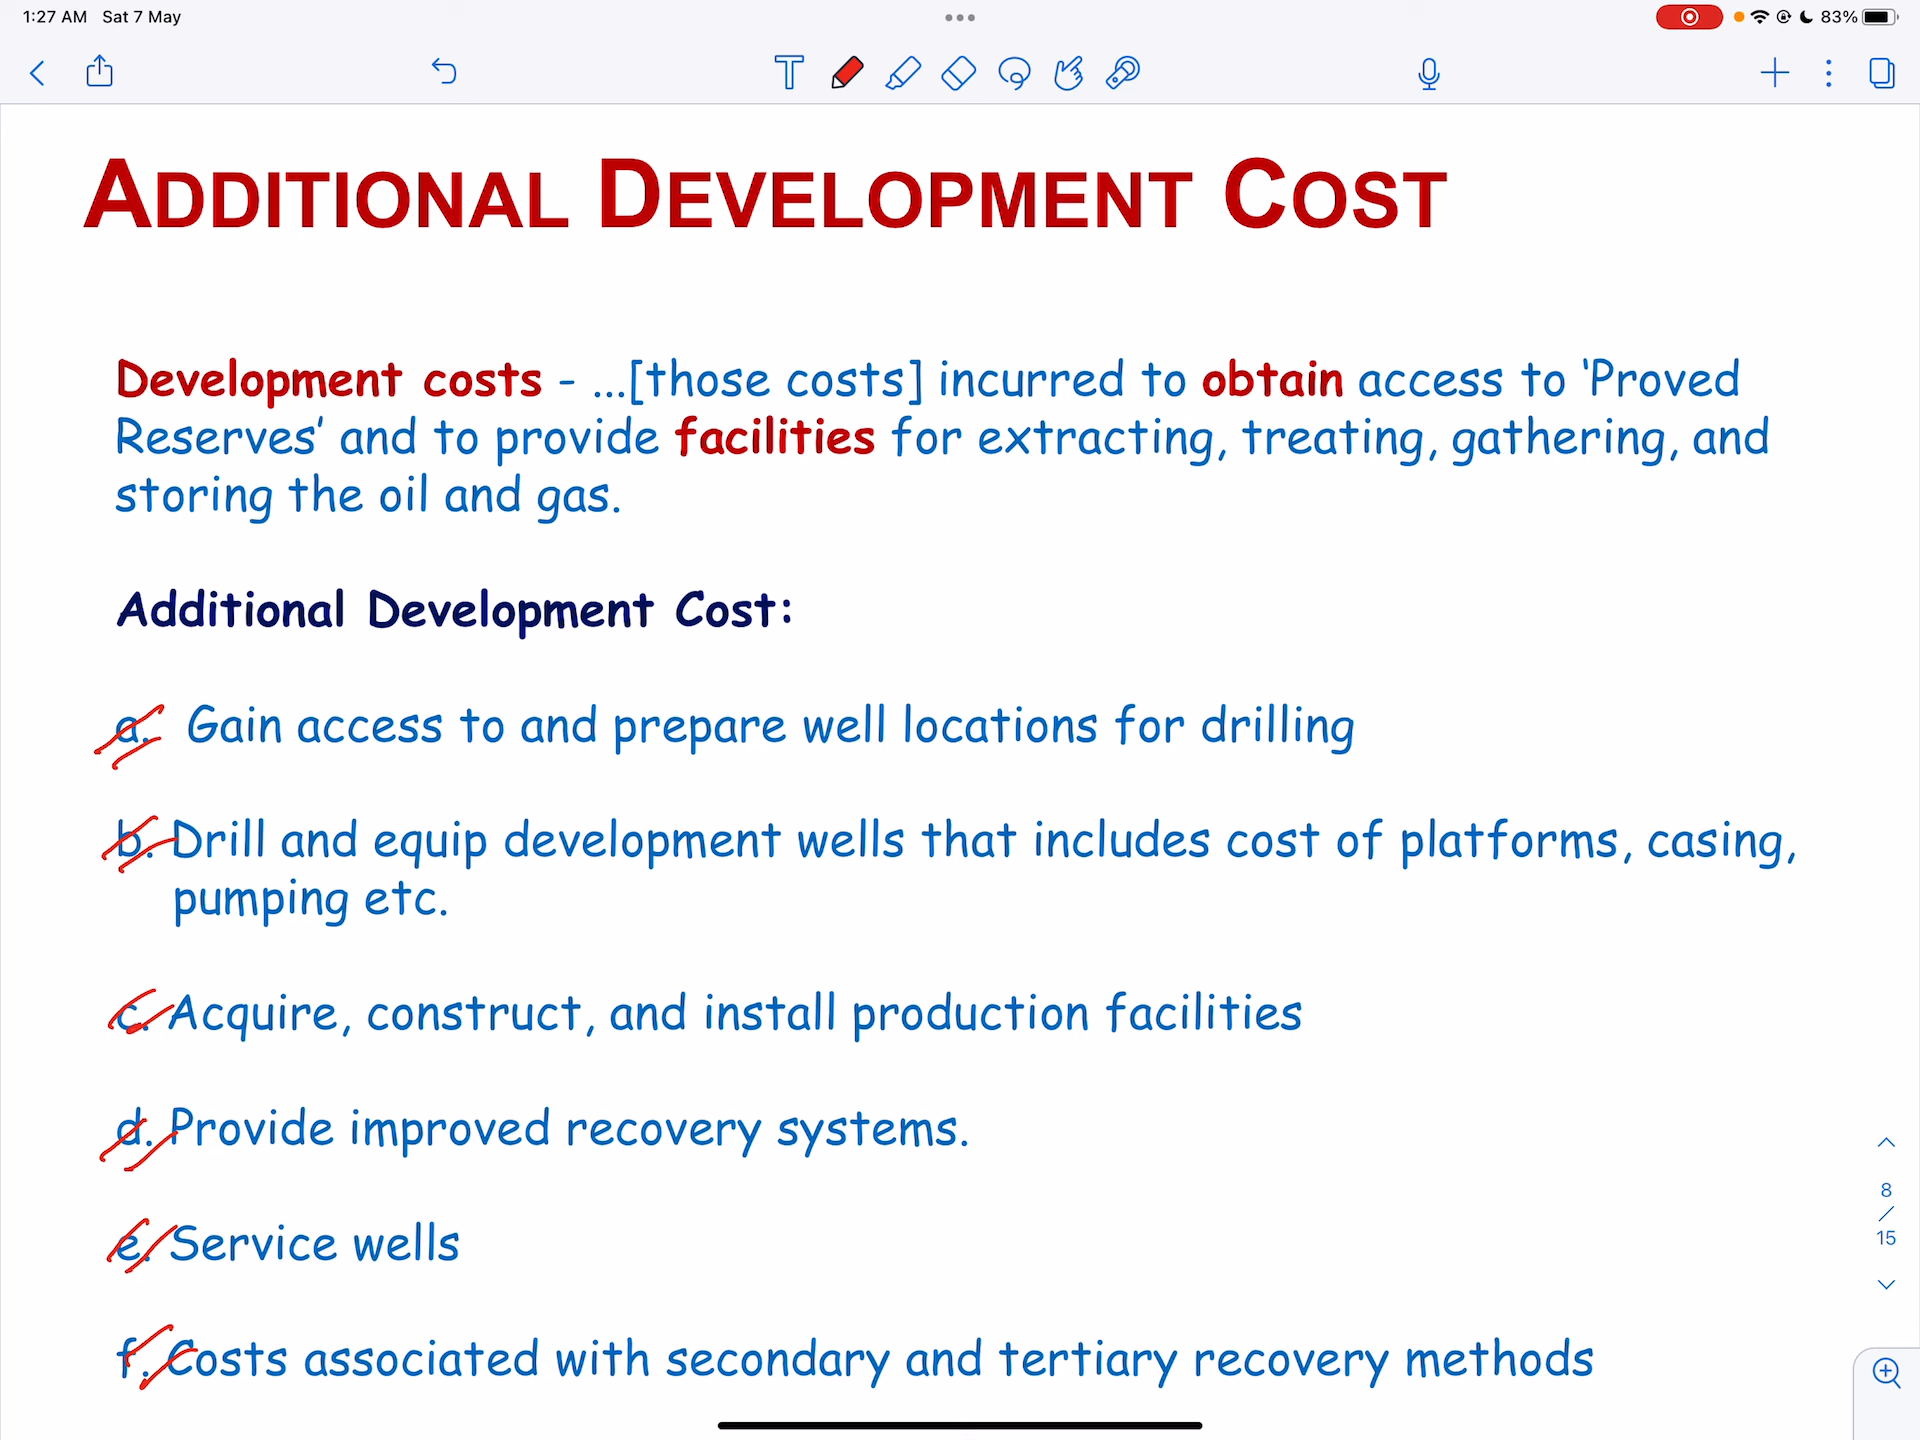 1:27 AM Sat 7 May
83%
ADDITIONAL DEVELOPMENT COST
Development costs - ...[those costs] incurred to obtain access to ‘Proved
Reserves’ and to provide facilities for extracting, treating, gathering, and
storing the oil and gas.
Additional Development Cost:
a. Gain access to and prepare well locations for drilling
b. Drill and equip development wells that includes cost of platforms, casing,
pumping etc.
c. Acquire, construct, and install production facilities
d. Provide improved recovery systems.
e. Service wells
f. Costs associated with secondary and tertiary recovery methods
8
/
15